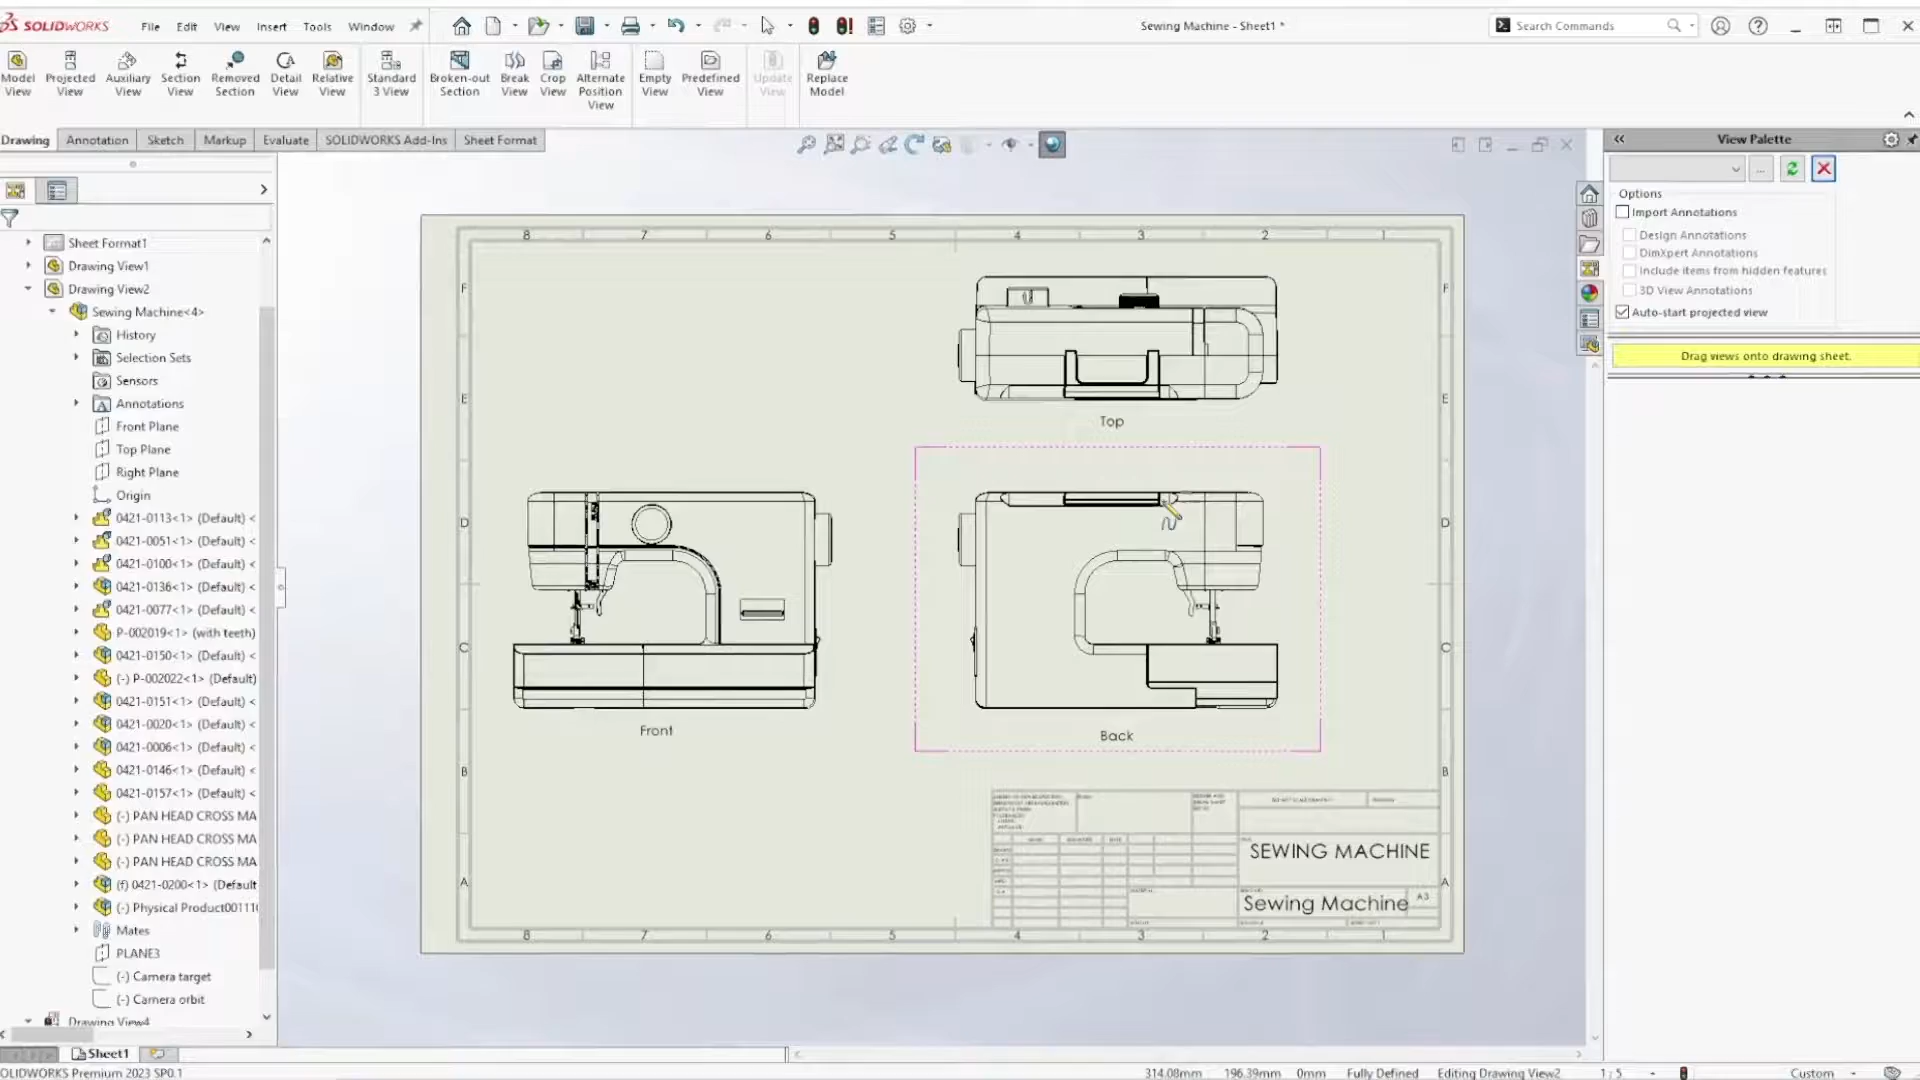 SOLIDWORKS File Edit View Insert Tools Window Sewing Machine - Sheet1 * Search Commands
Model View
Projected View
Auxiliary View
Section View
Removed Section
Detail View
Relative View
Standard 3 View
Broken-out Section
Break View
Crop View
Alternate Position View
Empty View
Predefined View
Update View
Replace Model
Drawing Annotation Sketch Markup Evaluate SOLIDWORKS Add-Ins Sheet Format
View Palette
...
Options
Import Annotations
Design Annotations
DimXpert Annotations
Include items from hidden features
3D View Annotations
Auto-start projected view
Drag views onto drawing sheet.
Sheet Format1
Drawing View1
Drawing View2
Sewing Machine<4>
History
Selection Sets
Sensors
Annotations
Front Plane
Top Plane
Right Plane
Origin
0421-0113<1> (Default) <
0421-0051<1> (Default) <
0421-0100<1> (Default) <
0421-0136<1> (Default) <
0421-0077<1> (Default) <
P-002019<1> (with teeth)
0421-0150<1> (Default) <
(-) P-002022<1> (Default)
0421-0151<1> (Default) <
0421-0020<1> (Default) <
0421-0006<1> (Default) <
0421-0146<1> (Default) <
0421-0157<1> (Default) <
(-) PAN HEAD CROSS MA
(-) PAN HEAD CROSS MA
(-) PAN HEAD CROSS MA
(f) 0421-0200<1> (Default
(-) Physical Product00111
Mates
PLANE3
(-) Camera target
(-) Camera orbit
Drawing View4
8 7 6 5 4 3 2 1
F F
E E
D D
C C
B B
A A
Top
Front
Back
SEWING MACHINE
Sewing Machine A3
8 7 6 5 4 3 2 1
Sheet1
OLIDWORKS Premium 2023 SP0.1 314.08mm 196.39mm 0mm Fully Defined Editing Drawing View2 1 : 5 Custom